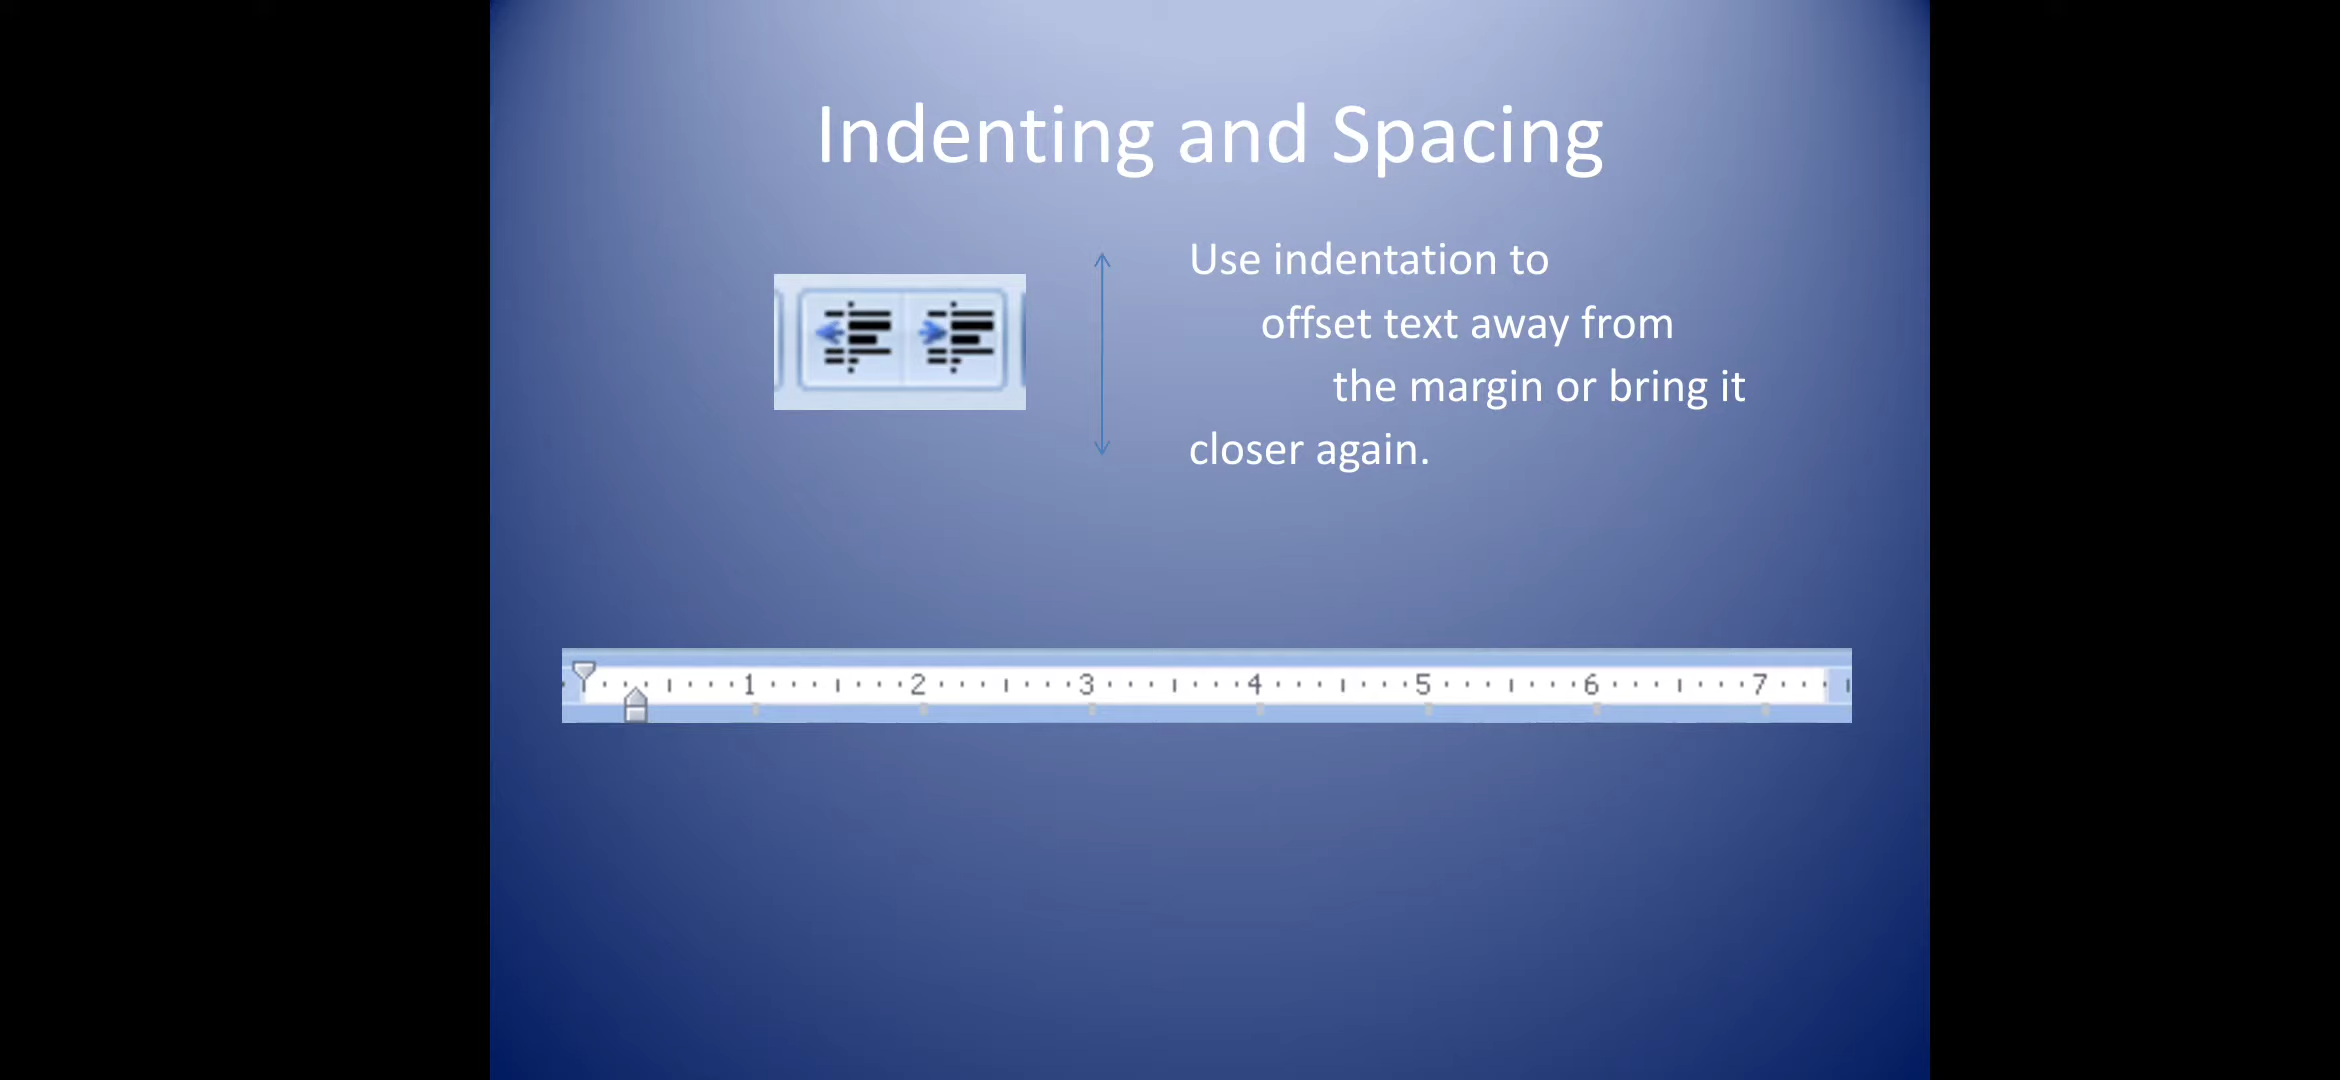 Indenting and Spacing
Use indentation to
offset text away from
the margin or bring it
closer again.
1 2 3 4 5 6 7